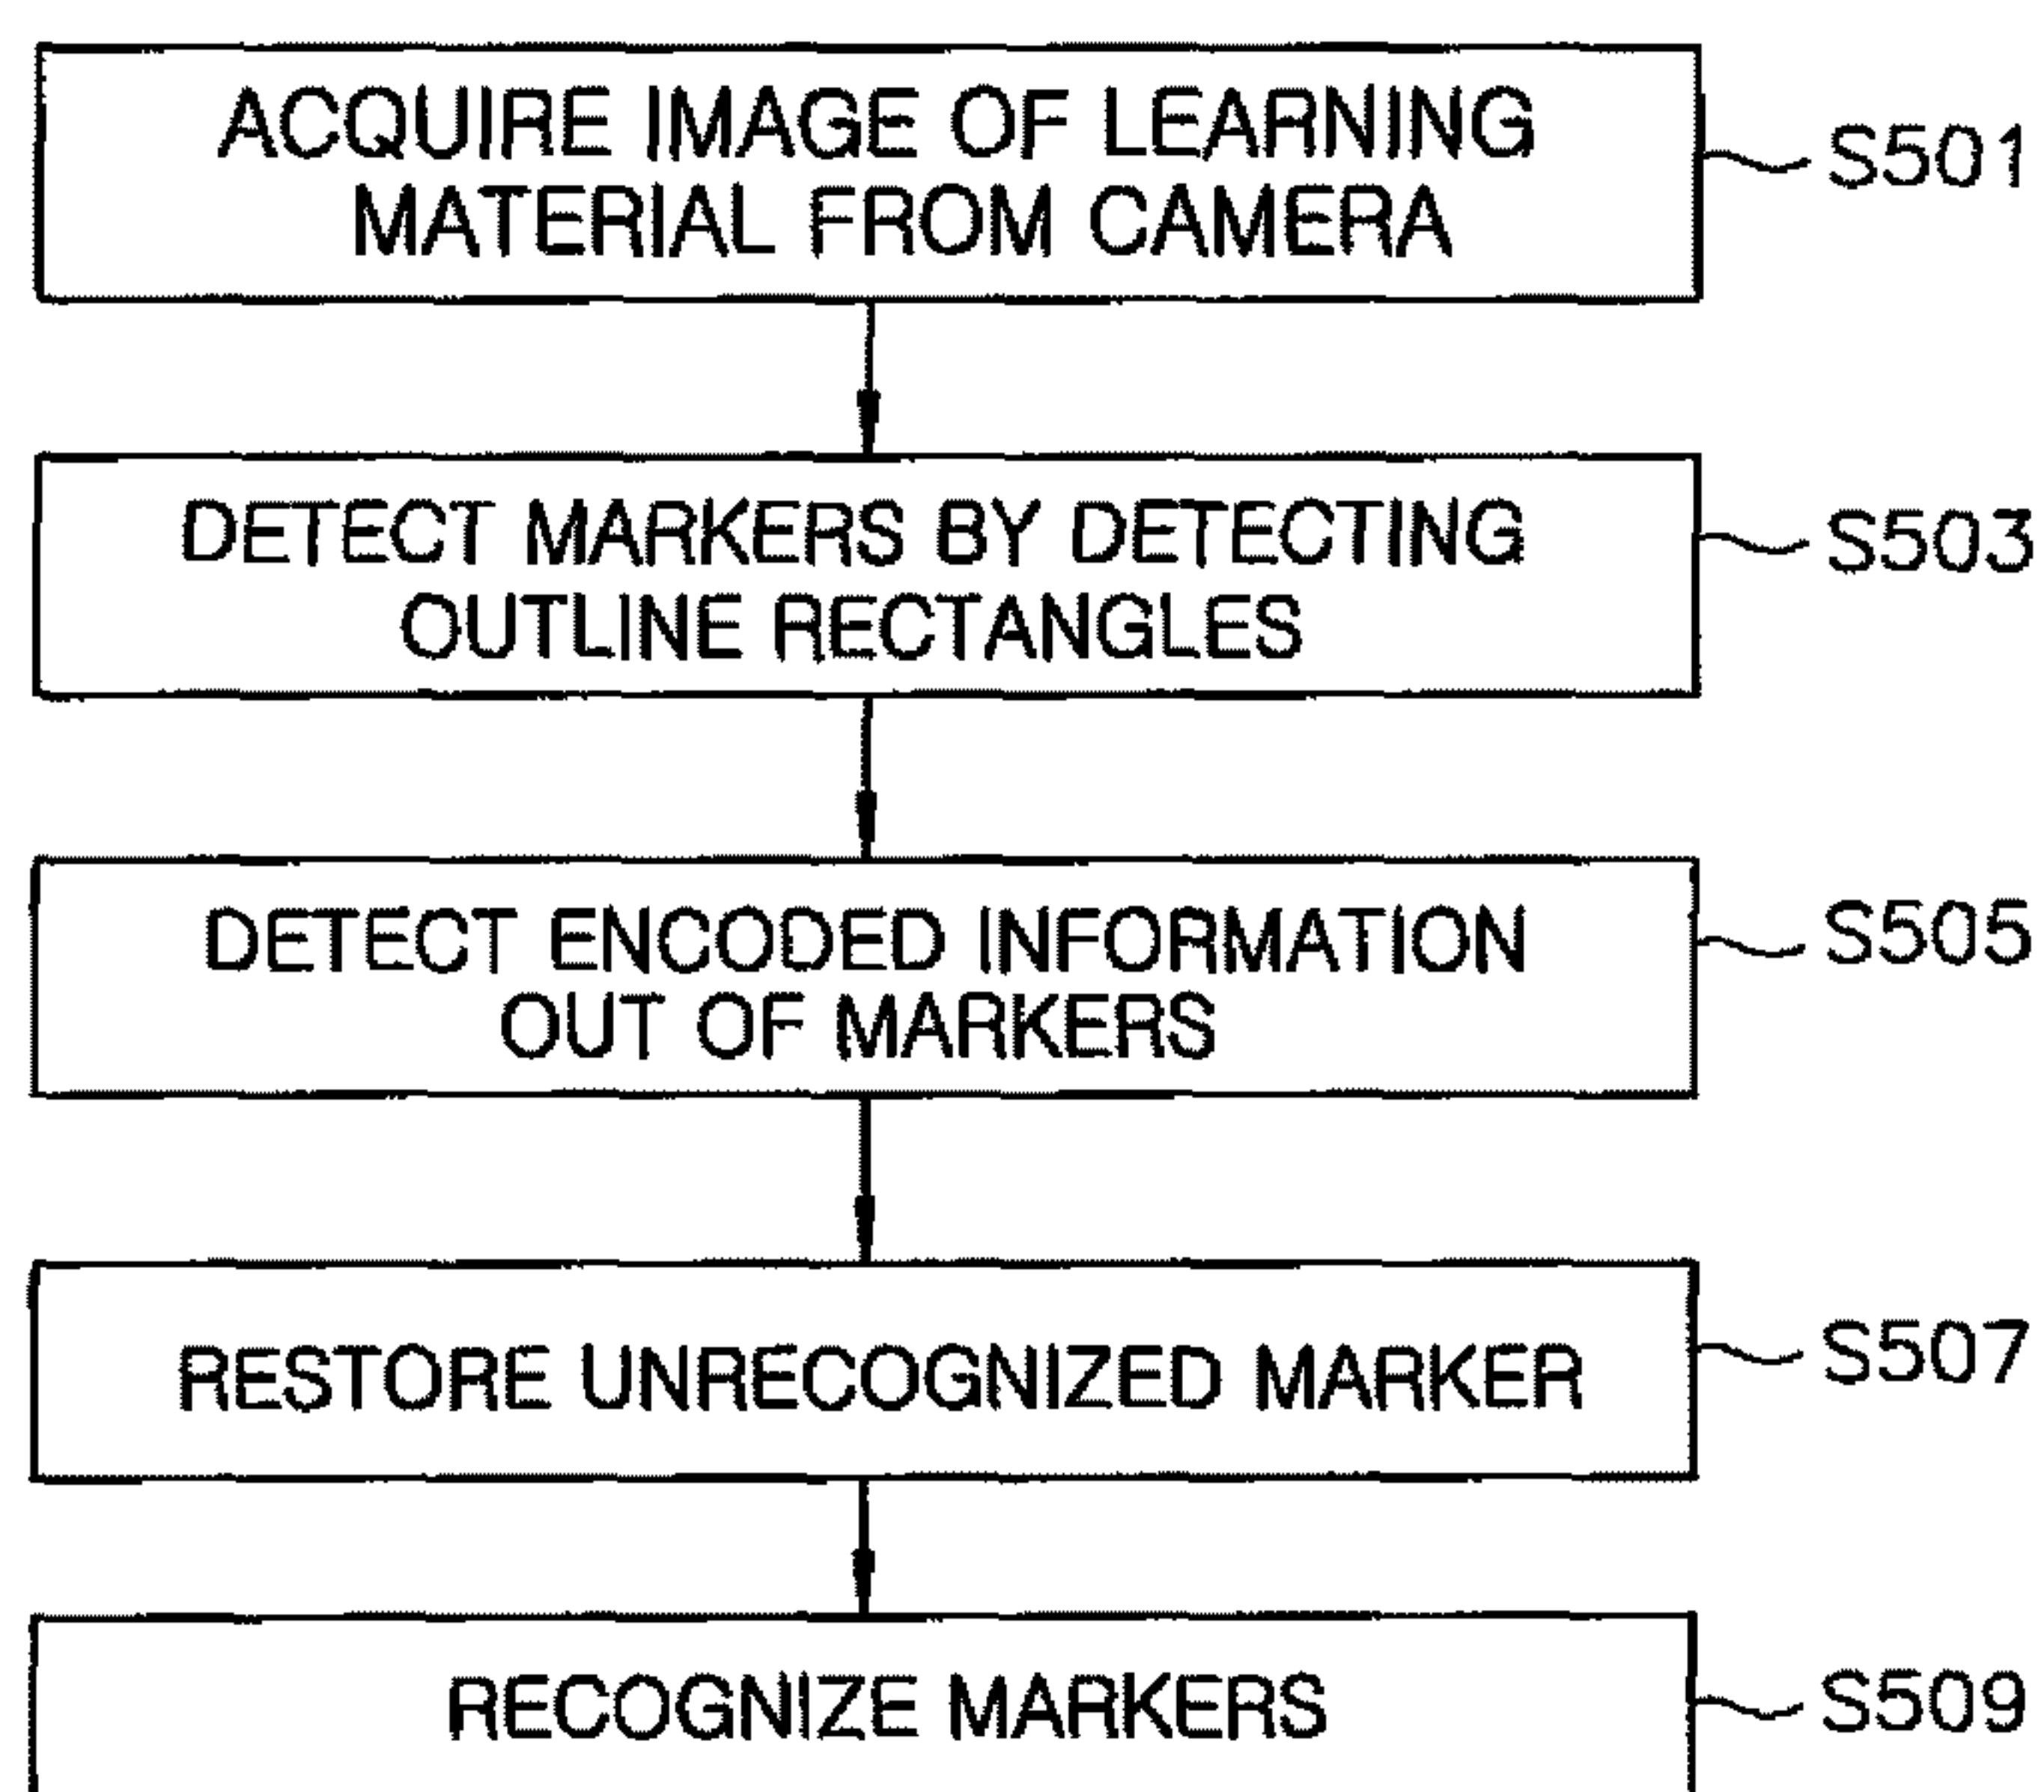 ACQUIRE IMAGE OF LEARNING
MATERIAL FROM CAMERA
S501
DETECT MARKERS BY DETECTING
OUTLINE RECTANGLES
S503
DETECT ENCODED INFORMATION
OUT OF MARKERS
S505
RESTORE UNRECOGNIZED MARKER
S507
RECOGNIZE MARKERS
S509